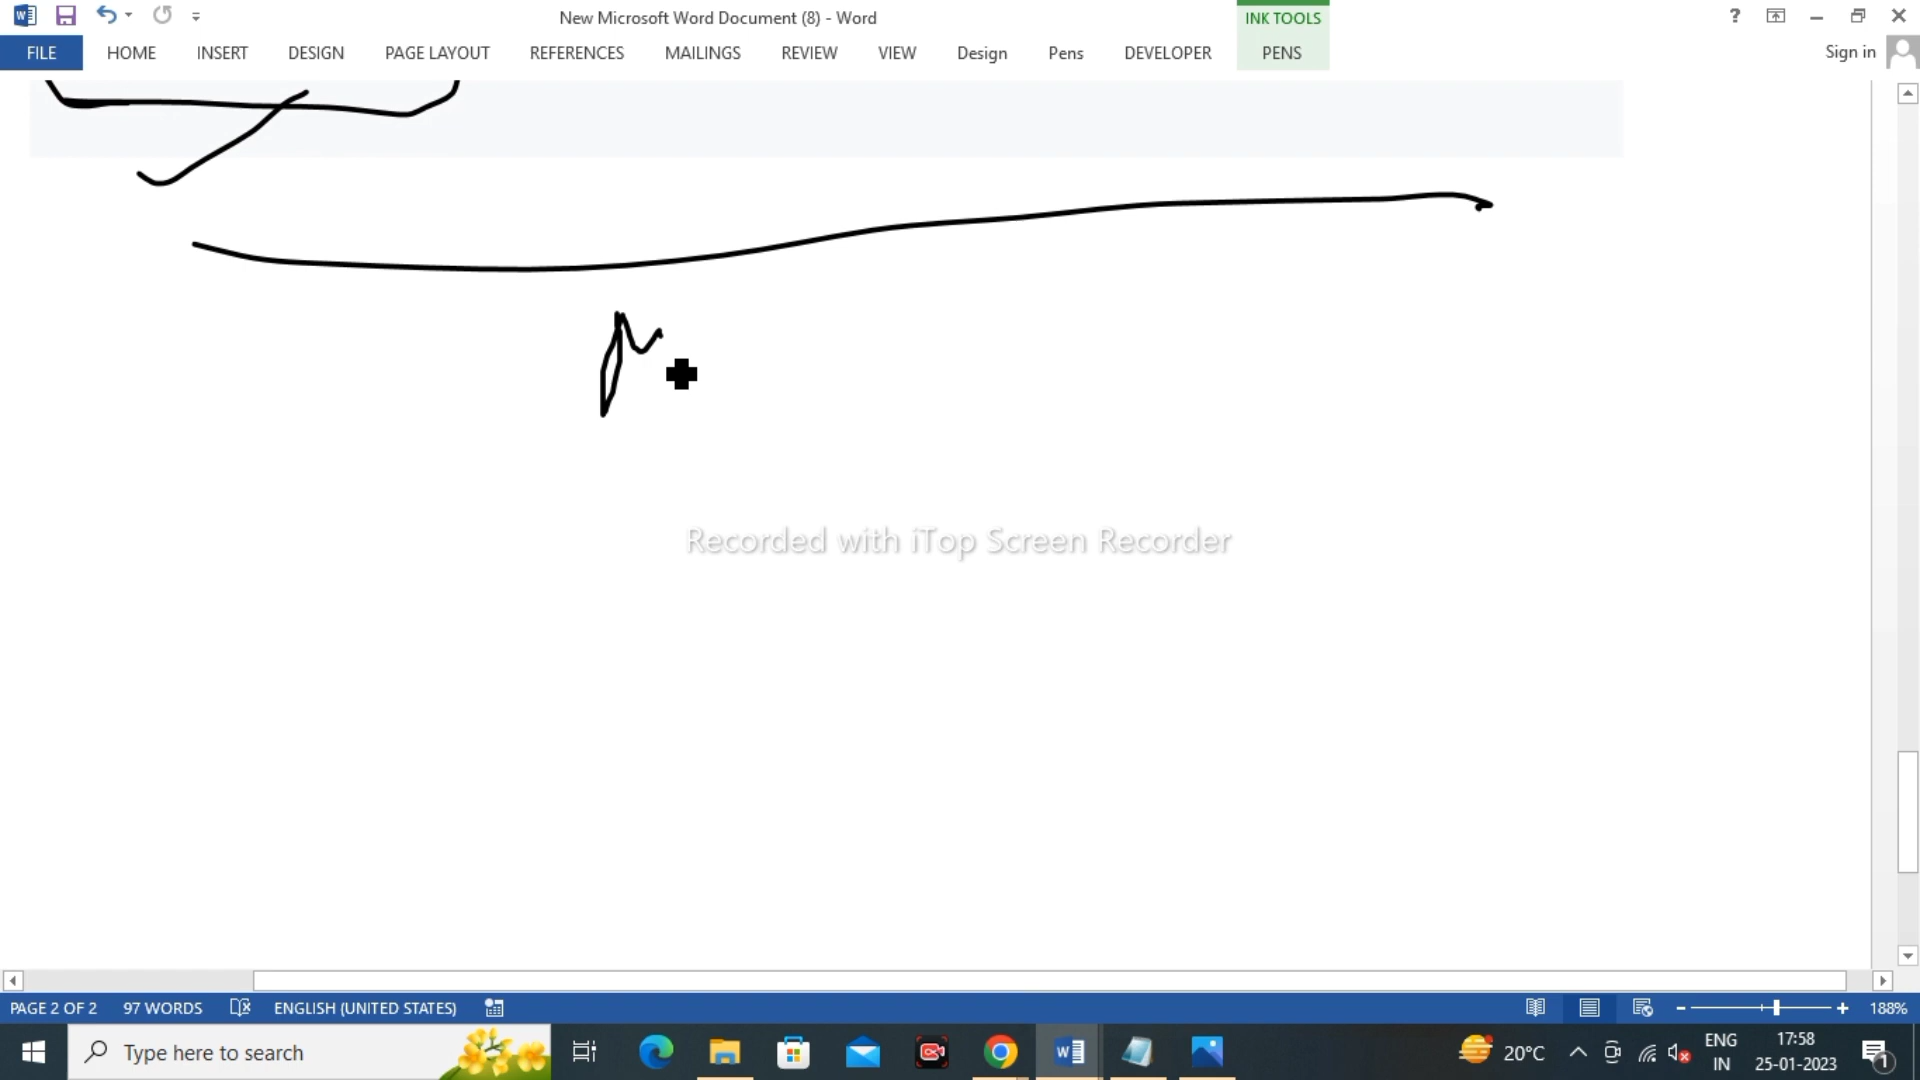 New Microsoft Word Document (8) - Word
INK TOOLS
?
FILE HOME INSERT DESIGN PAGE LAYOUT REFERENCES MAILINGS REVIEW VIEW Design Pens DEVELOPER PENS Sign in
Recorded with iTop Screen Recorder
PAGE 2 OF 2 97 WORDS ENGLISH (UNITED STATES) 188%
Type here to search
20°C
ENG
IN
17:58
25-01-2023
1